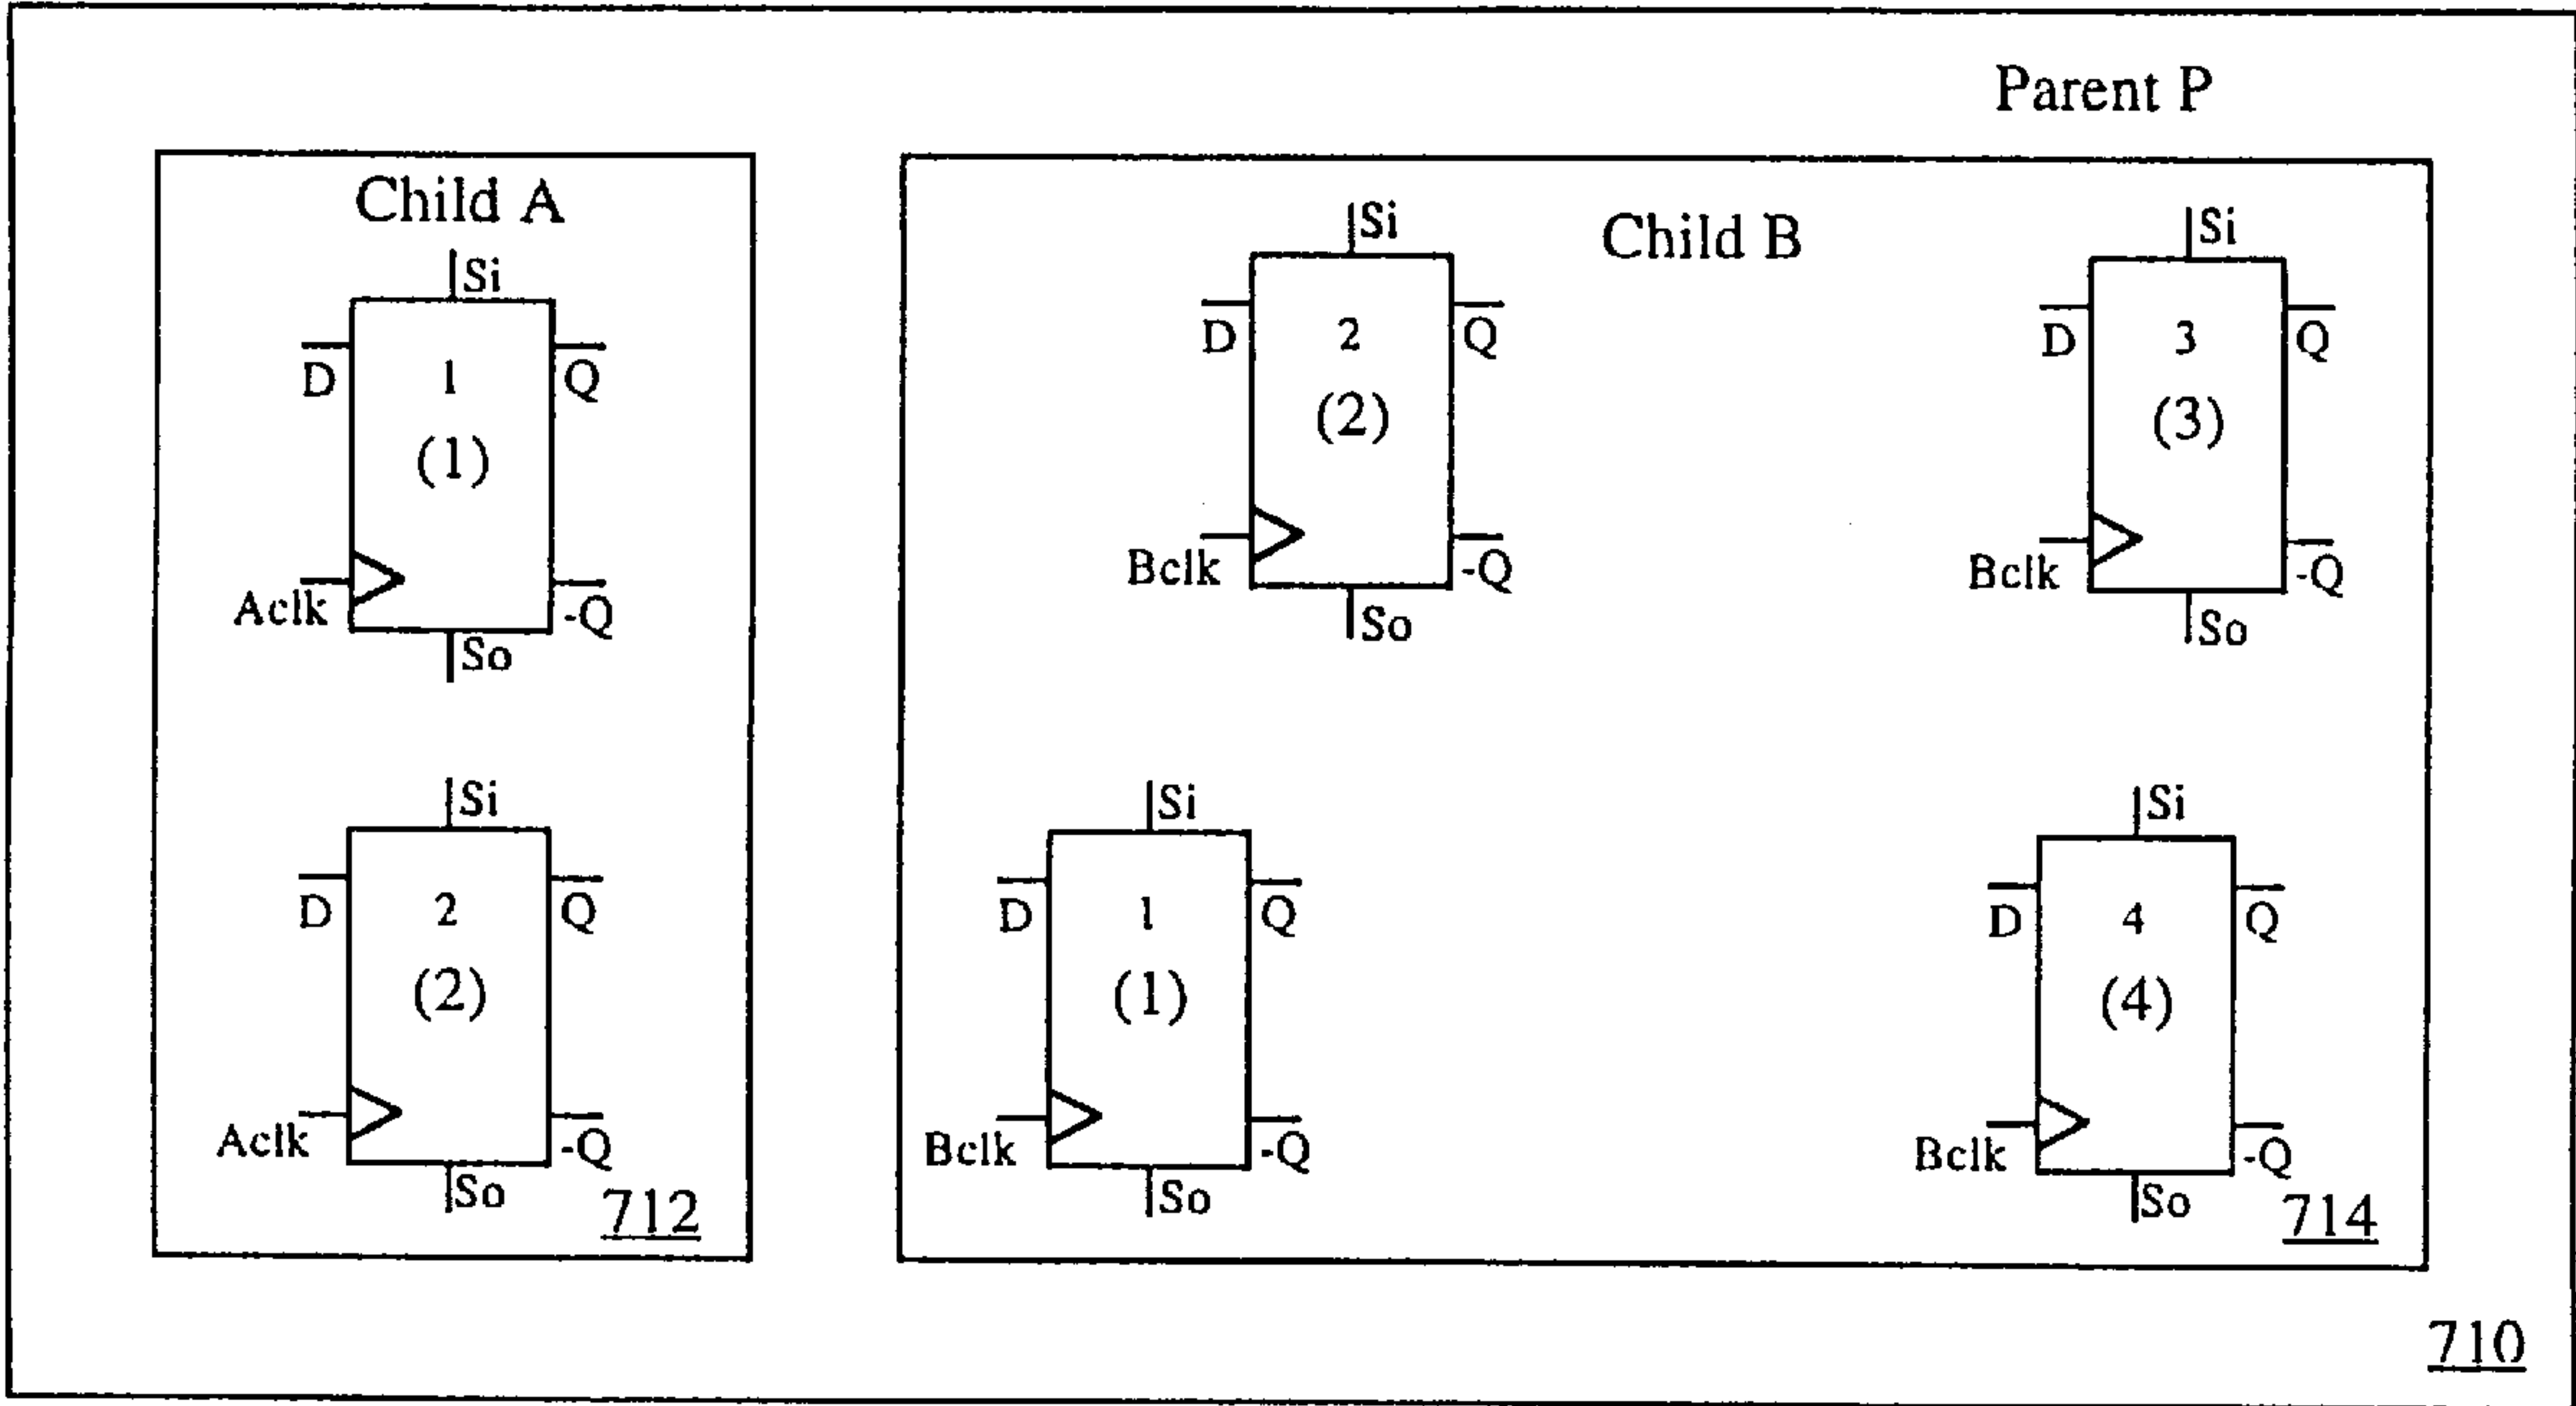 Parent P
Child A
Si
D
1
Q
(1)
Aclk
-Q
So
Si
D
2
Q
(2)
Aclk
-Q
So
712
Child B
Si
D
2
Q
(2)
Bclk
-Q
So
Si
D
3
Q
(3)
Bclk
-Q
So
Si
D
1
Q
(1)
Bclk
-Q
So
Si
D
4
Q
(4)
Bclk
-Q
So
714
710